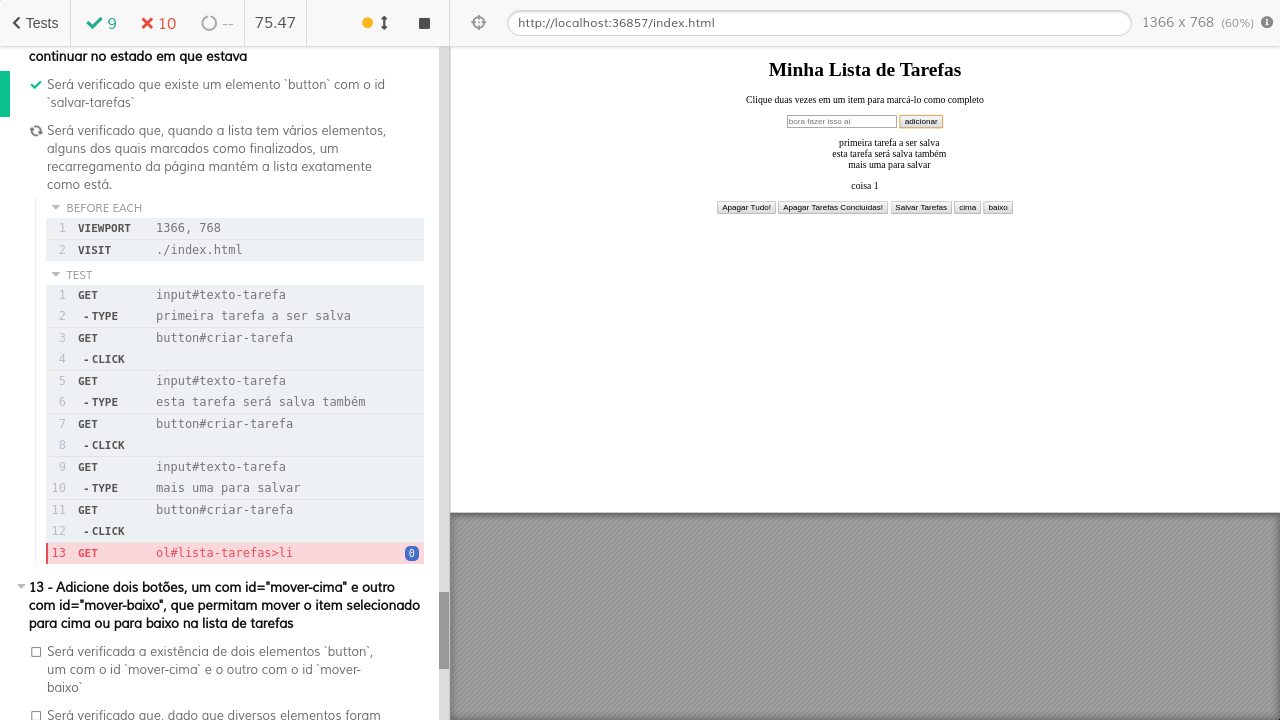 Tests
9
10
--
75.47
http://localhost:36857/index.html
1366 x 768 (60%)
continuar no estado em que estava
Será verificado que existe um elemento `button` com o id
`salvar-tarefas`
Será verificado que, quando a lista tem vários elementos,
alguns dos quais marcados como finalizados, um
recarregamento da página mantém a lista exatamente
como está.
BEFORE EACH
1 VIEWPORT 1366, 768
2 VISIT ./index.html
TEST
1 GET input#texto-tarefa
2 -TYPE primeira tarefa a ser salva
3 GET button#criar-tarefa
4 -CLICK
5 GET input#texto-tarefa
6 -TYPE esta tarefa será salva também
7 GET button#criar-tarefa
8 -CLICK
9 GET input#texto-tarefa
10 -TYPE mais uma para salvar
11 GET button#criar-tarefa
12 -CLICK
13 GET ol#lista-tarefas>li 0
13 - Adicione dois botões, um com id="mover-cima" e outro
com id="mover-baixo", que permitam mover o item selecionado
para cima ou para baixo na lista de tarefas
Será verificada a existência de dois elementos `button`,
um com o id `mover-cima` e o outro com o id `mover-
baixo`
Será verificado que, dado que diversos elementos foram
Minha Lista de Tarefas
Clique duas vezes em um item para marcá-lo como completo
bora fazer isso aí adicionar
primeira tarefa a ser salva
esta tarefa será salva também
mais uma para salvar
coisa 1
Apagar Tudo! Apagar Tarefas Concluídas! Salvar Tarefas cima baixo